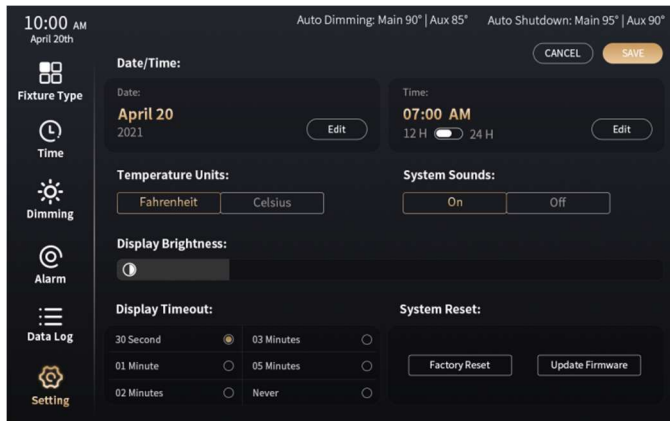 10:00 AM
April 20th
Auto Dimming: Main 90° | Aux 85°
Auto Shutdown: Main 95° | Aux 90°
CANCEL
SAVE
Fixture Type
Time
Dimming
Alarm
Data Log
Setting
Date/Time:
Date:
April 20
2021
Edit
Time:
07:00 AM
12 H
24 H
Edit
Temperature Units:
Fahrenheit
Celsius
System Sounds:
On
Off
Display Brightness:
Display Timeout:
30 Second
03 Minutes
01 Minute
05 Minutes
02 Minutes
Never
System Reset:
Factory Reset
Update Firmware